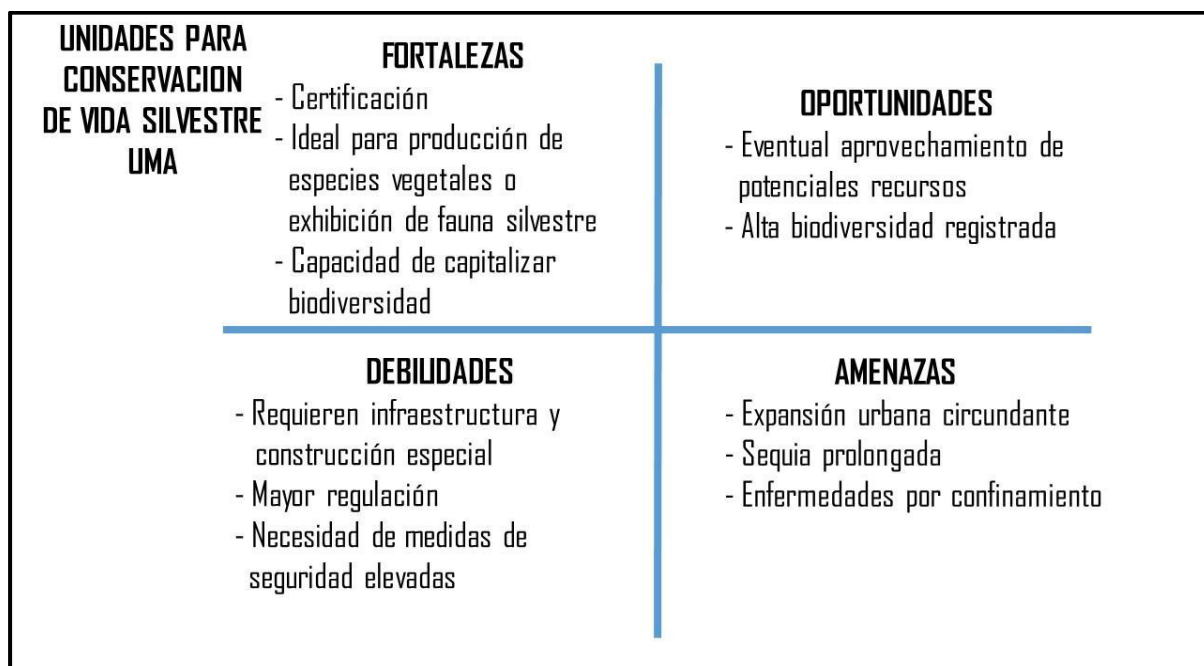 UNIDADES PARA
CONSERVACION
DE VIDA SILVESTRE
UMA
FORTALEZAS
- Certificación
- Ideal para producción de
especies vegetales o
exhibición de fauna silvestre
- Capacidad de capitalizar
biodiversidad
OPORTUNIDADES
- Eventual aprovechamiento de
potenciales recursos
- Alta biodiversidad registrada
DEBILIDADES
- Requieren infraestructura y
construcción especial
- Mayor regulación
- Necesidad de medidas de
seguridad elevadas
AMENAZAS
- Expansión urbana circundante
- Sequia prolongada
- Enfermedades por confinamiento